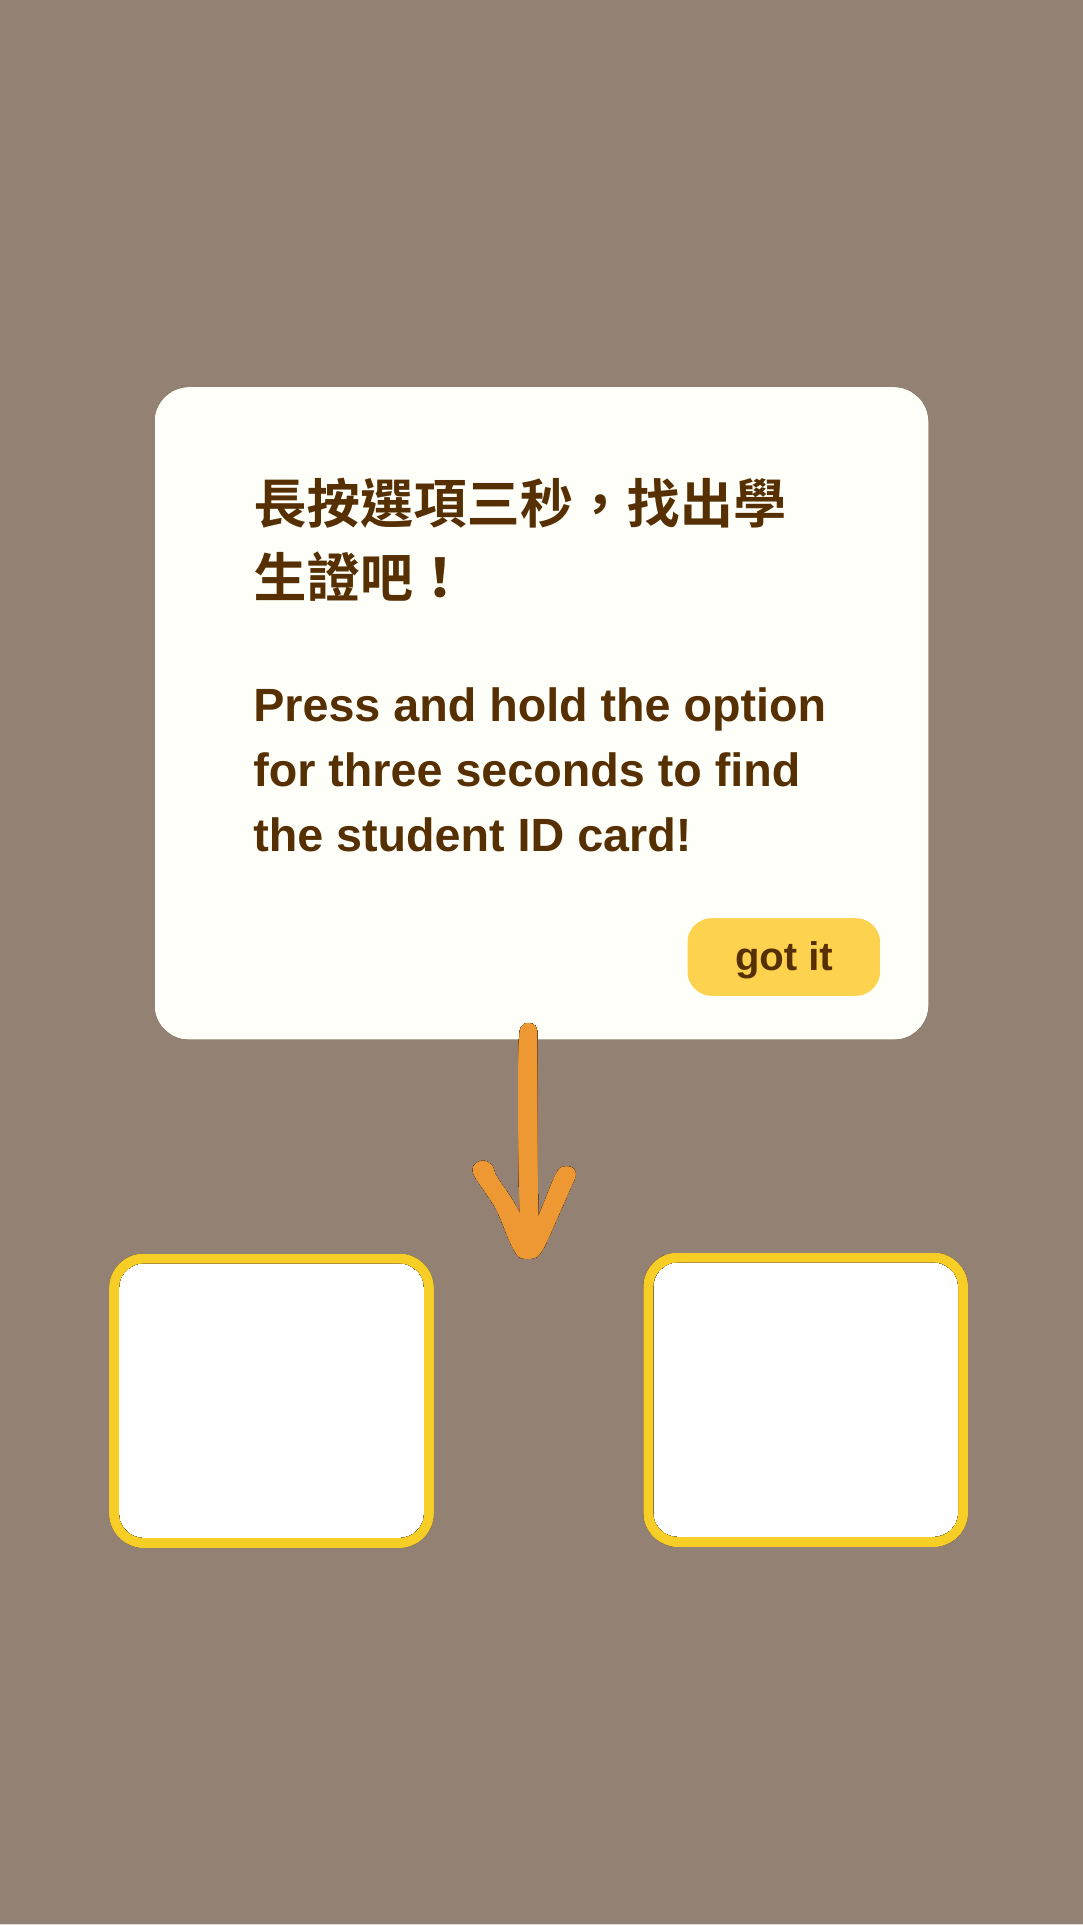 長按選項三秒，找出學
生證吧！
Press and hold the option
for three seconds to find
the student ID card!
got it